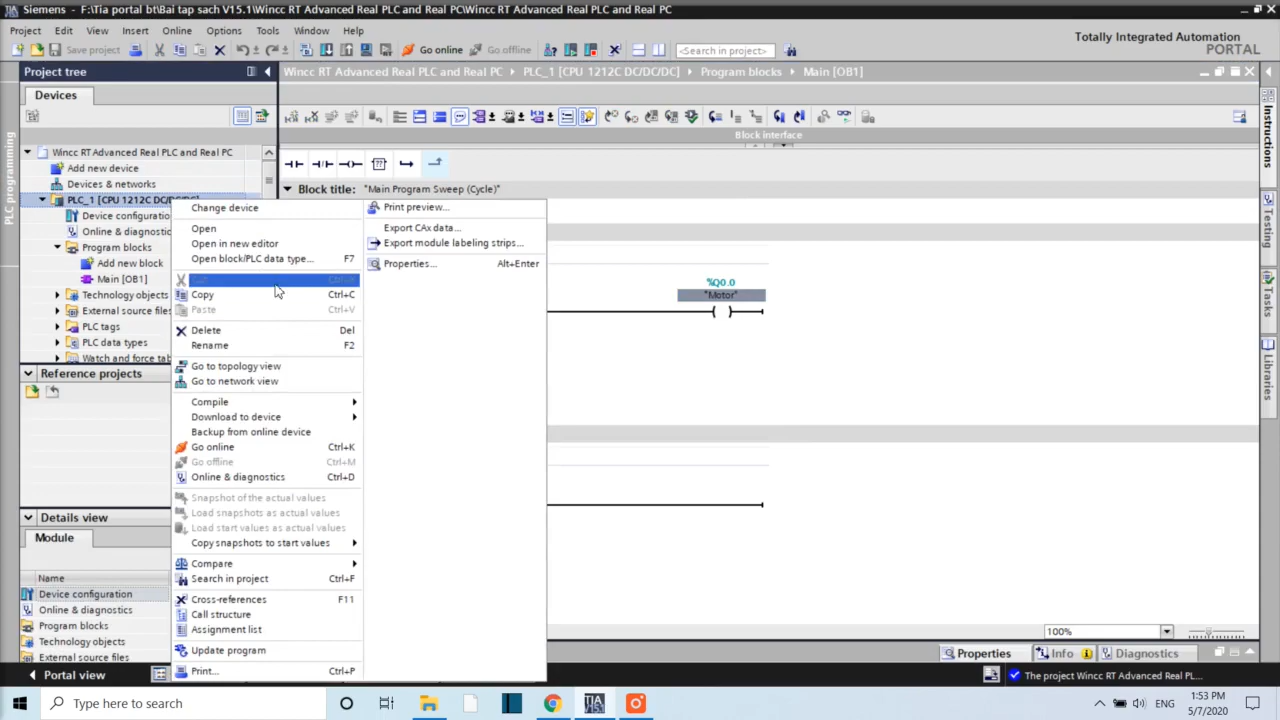 Siemens - F:\Tia portal bt\Bai tap sach V15.1\Wincc RT Advanced Real PLC and Real PC\Wincc RT Advanced Real PLC and Real PC
Project Edit View Insert Online Options Window Help
Totally Integrated Automation
PORTAL
Save project Go online Go offline <Search in project>
Project tree
Wincc RT Advanced Real PLC and Real PC PLC_1 [CPU 1212C DC/DC/DC] Program blocks Main [OB1]
Devices
Block interface
Wincc RT Advanced Real PLC and Real PC
Add new device
Devices & networks
PLC_1 [CPU 1212C DC/DC/DC]
Device configuratio
Online & diagnostic
Program blocks
Add new block
Main [OB1]
Technology objects
External source files
PLC tags
PLC data types
Watch and force tab
Block title: "Main Program Sweep (Cycle)"
%Q0.0
"Motor"
Change device
Open
Open in new editor
Open block/PLC data type... F7
Copy Ctrl+C
Paste Ctrl+V
Delete Del
Rename F2
Go to topology view
Go to network view
Compile
Download to device
Backup from online device
Go online Ctrl+K
Go offline Ctrl+M
Online & diagnostics Ctrl+D
Snapshot of the actual values
Load snapshots as actual values
Load start values as actual values
Copy snapshots to start values
Compare
Search in project Ctrl+F
Cross-references F11
Call structure
Assignment list
Update program
Print... Ctrl+P
Print preview...
Export CAx data...
Export module labeling strips...
Properties... Alt+Enter
Reference projects
Details view
Module
Name
Device configuration
Online & diagnostics
Program blocks
Technology objects
External source files
PLC programming
Instructions
Testing
Tasks
Libraries
100%
Properties Info Diagnostics
Portal view
The project Wincc RT Advanced Real PL...
Type here to search
ENG
1:53 PM
5/7/2020